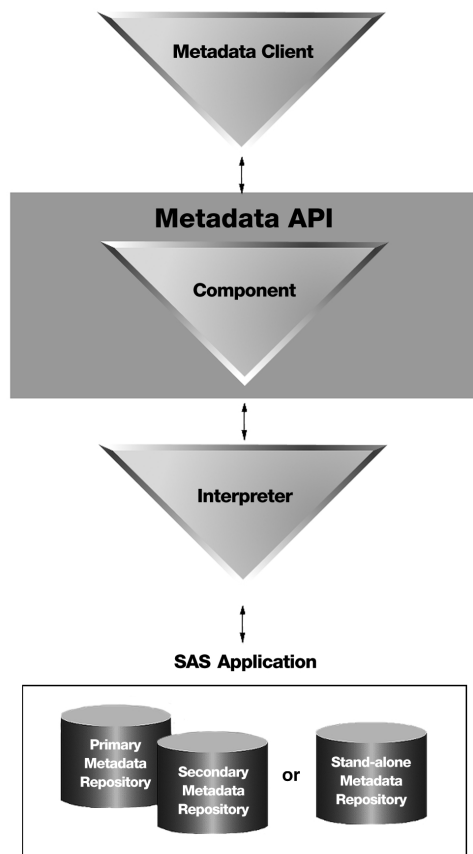 Metadata Client
Metadata API
Component
Interpreter
SAS Application
Primary
Metadata
Repository
Secondary
Metadata
Repository
or
Stand-alone
Metadata
Repository